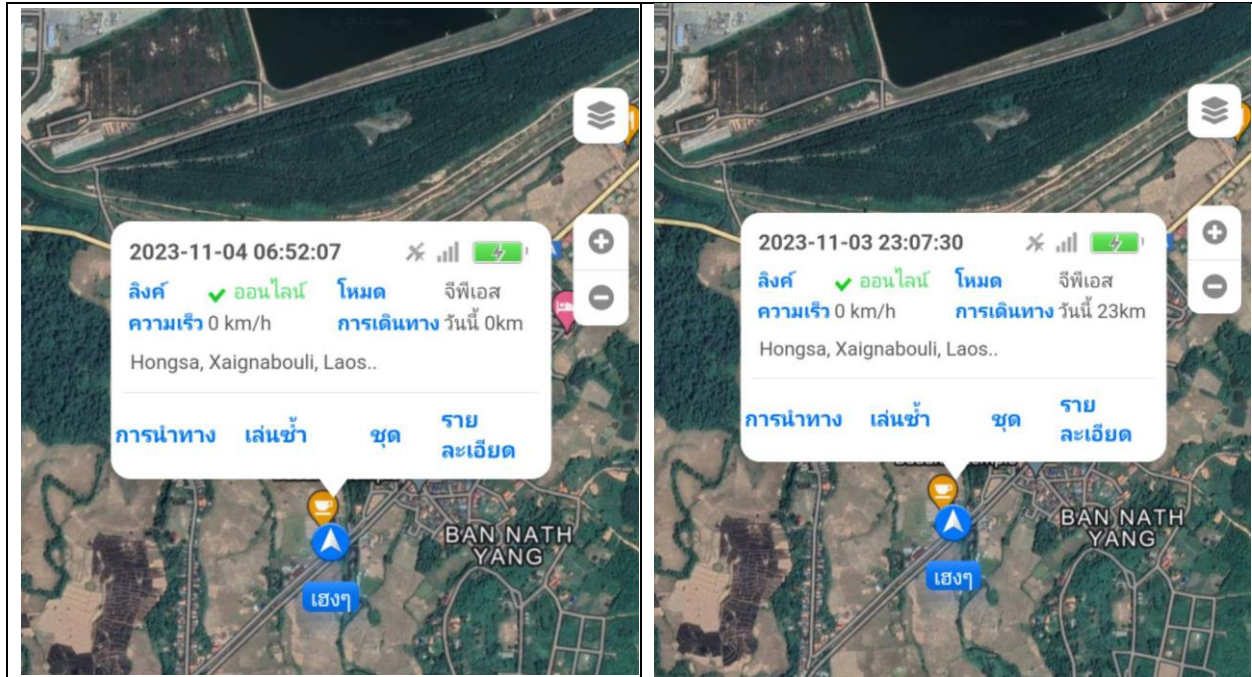 2023-11-04 06:52:07
ลิงค์ ออนไลน์ โหมด จีพีเอส
ความเร็ว 0 km/h การเดินทาง วันนี้ 0km
Hongsa, Xaignabouli, Laos..
การนำทาง เล่นซ้ำ ชุด ราย
ละเอียด
BAN NATH
YANG
เฮงๆ
2023-11-03 23:07:30
ลิงค์ ออนไลน์ โหมด จีพีเอส
ความเร็ว 0 km/h การเดินทาง วันนี้ 23km
Hongsa, Xaignabouli, Laos..
การนำทาง เล่นซ้ำ ชุด ราย
ละเอียด
BAN NATH
YANG
เฮงๆ